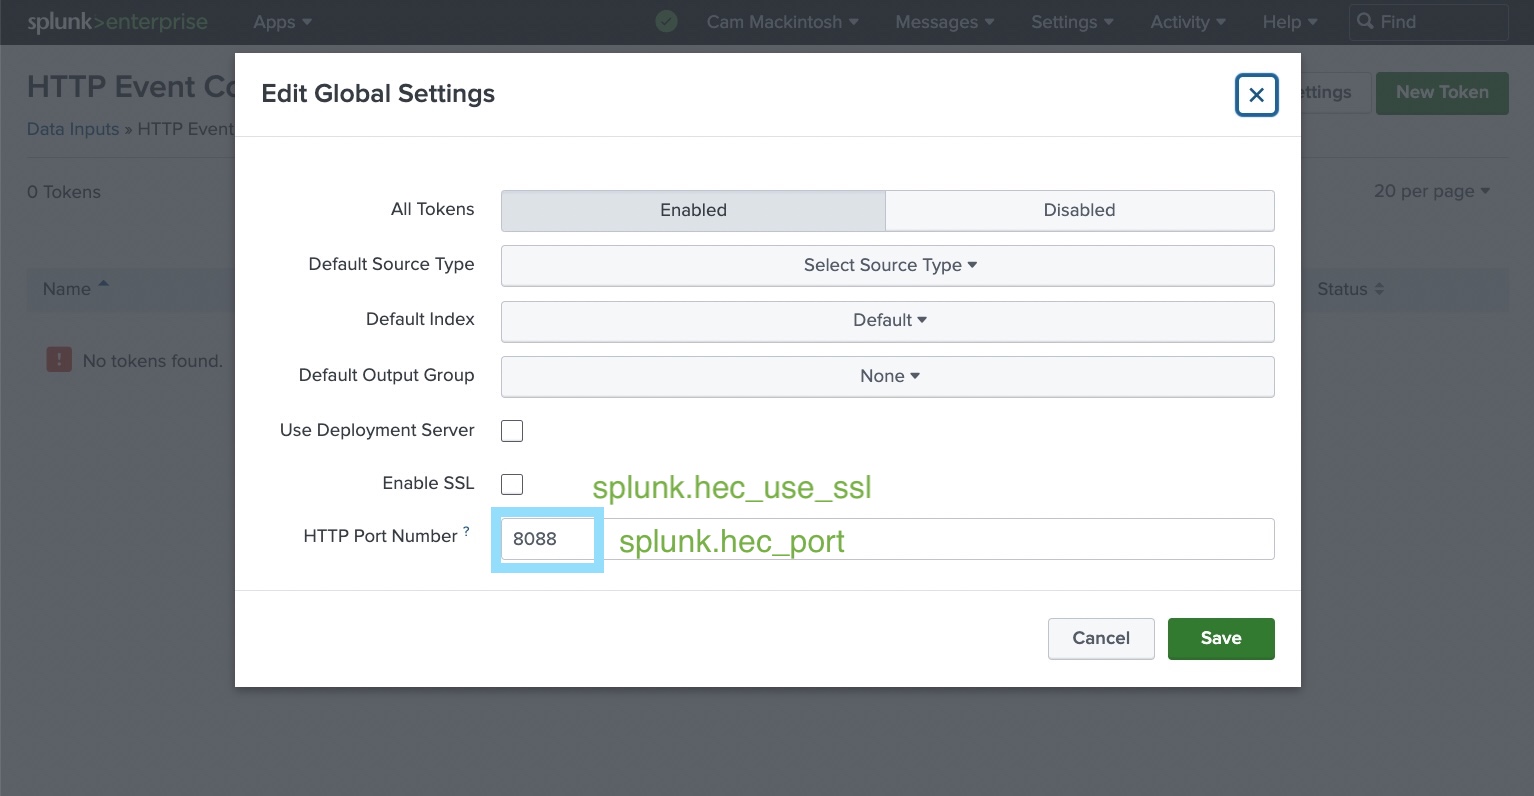 splunk>enterprise Apps Cam Mackintosh Messages Settings Activity Help Find
HTTP Event Co
Edit Global Settings
ettings New Token
Data Inputs » HTTP Event
0 Tokens
20 per page
All Tokens Enabled Disabled
Default Source Type Select Source Type
Name
Status
Default Index Default
No tokens found.
Default Output Group None
Use Deployment Server
Enable SSL splunk.hec_use_ssl
HTTP Port Number ? 8088 splunk.hec_port
Cancel Save